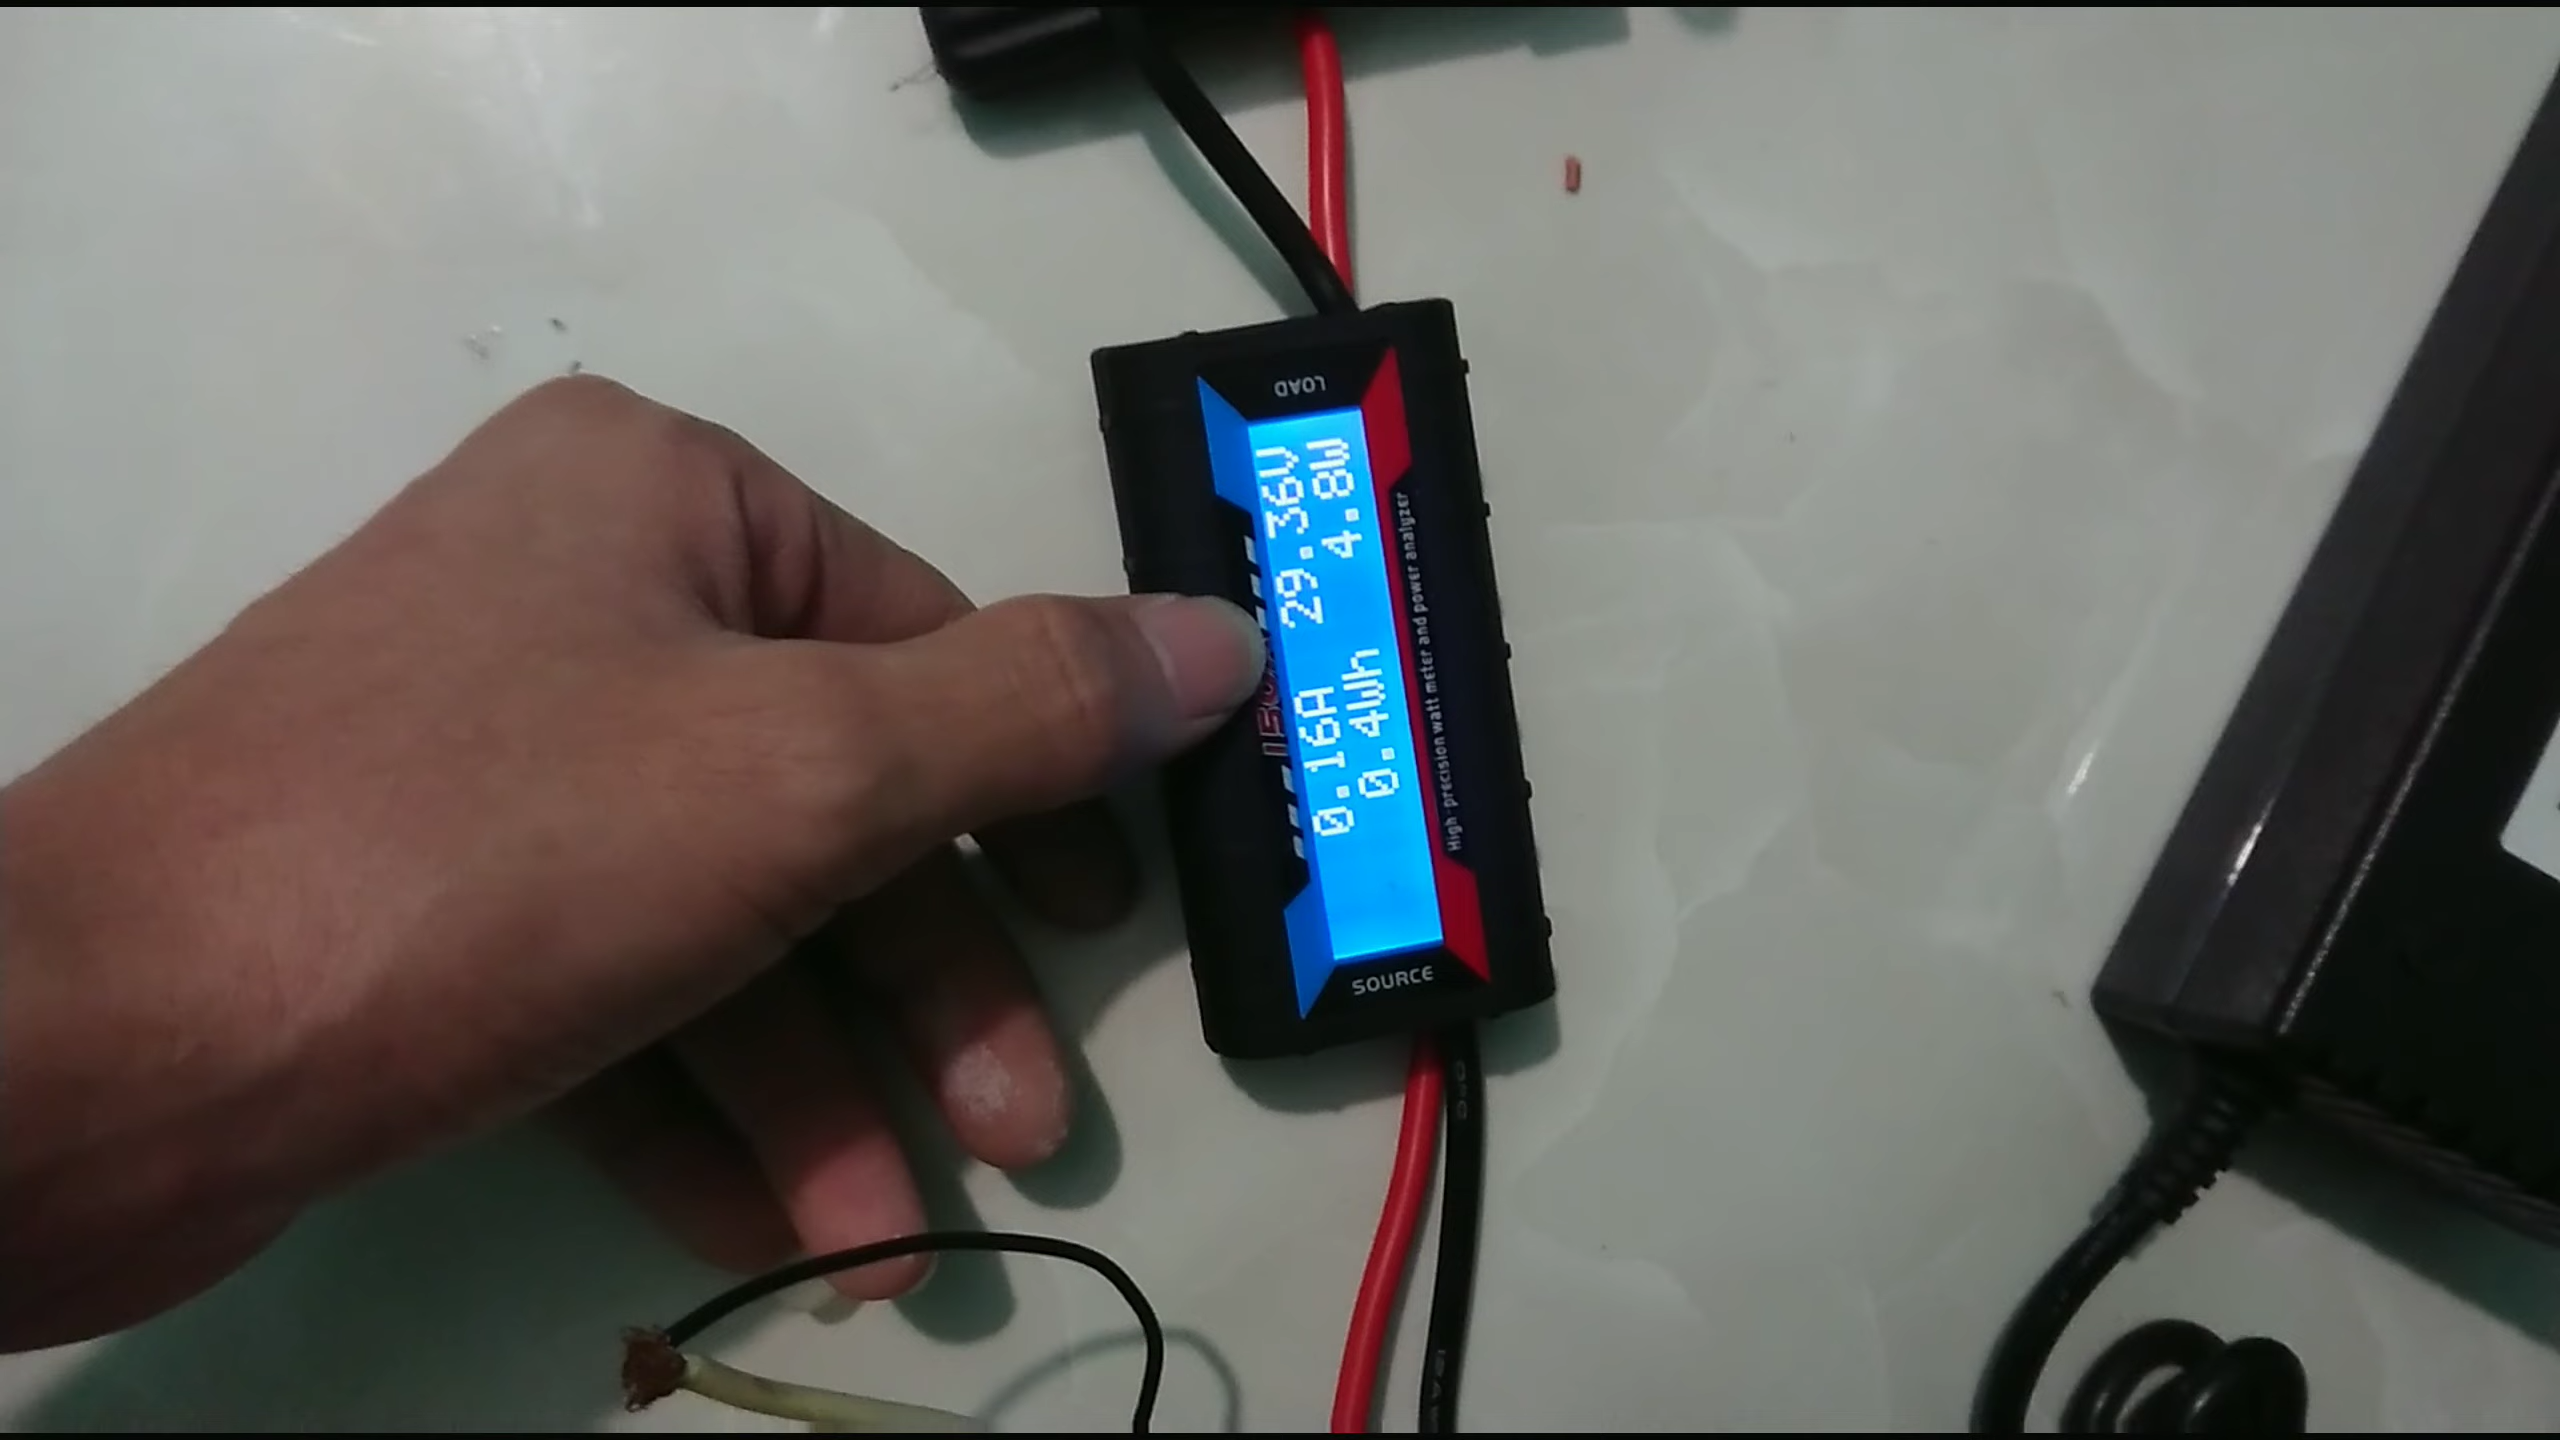 LOAD
0.16A 29.36V
0.4Wh 4.8W
High-precision watt meter and power analyzer
SOURCE